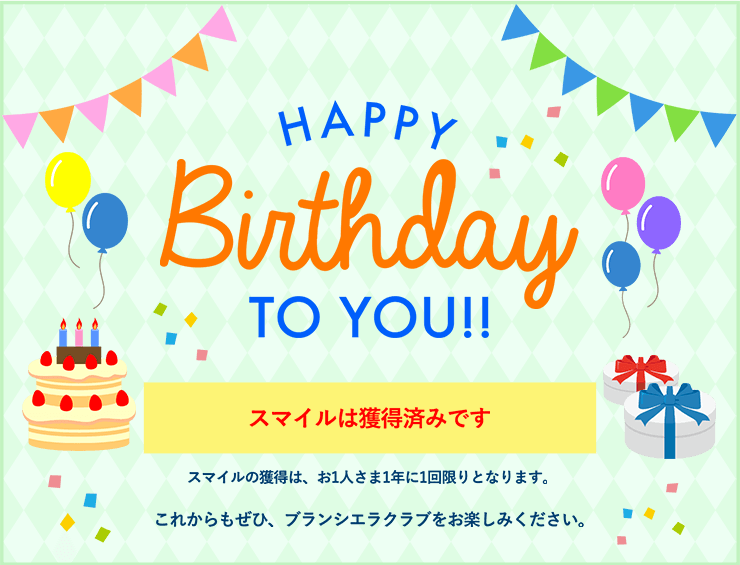 HAPPY
Birthday
TO YOU!!
スマイルは獲得済みです
スマイルの獲得は、お1人さま1年に1回限りとなります。
これからもぜひ、ブランシエラクラブをお楽しみください。